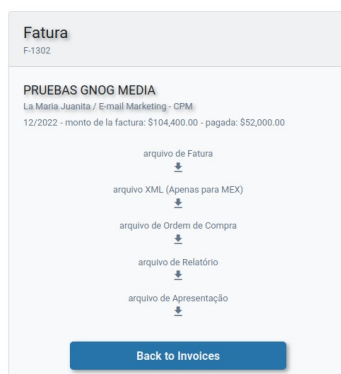 Fatura
F-1302
PRUEBAS GNOG MEDIA
La Maria Juanita / E-mail Marketing - CPM
12/2022 - monto de la factura: $104,400.00 - pagada: $52,000.00
arquivo de Fatura
arquivo XML (Apenas para MEX)
arquivo de Ordem de Compra
arquivo de Relatório
arquivo de Apresentação
Back to Invoices